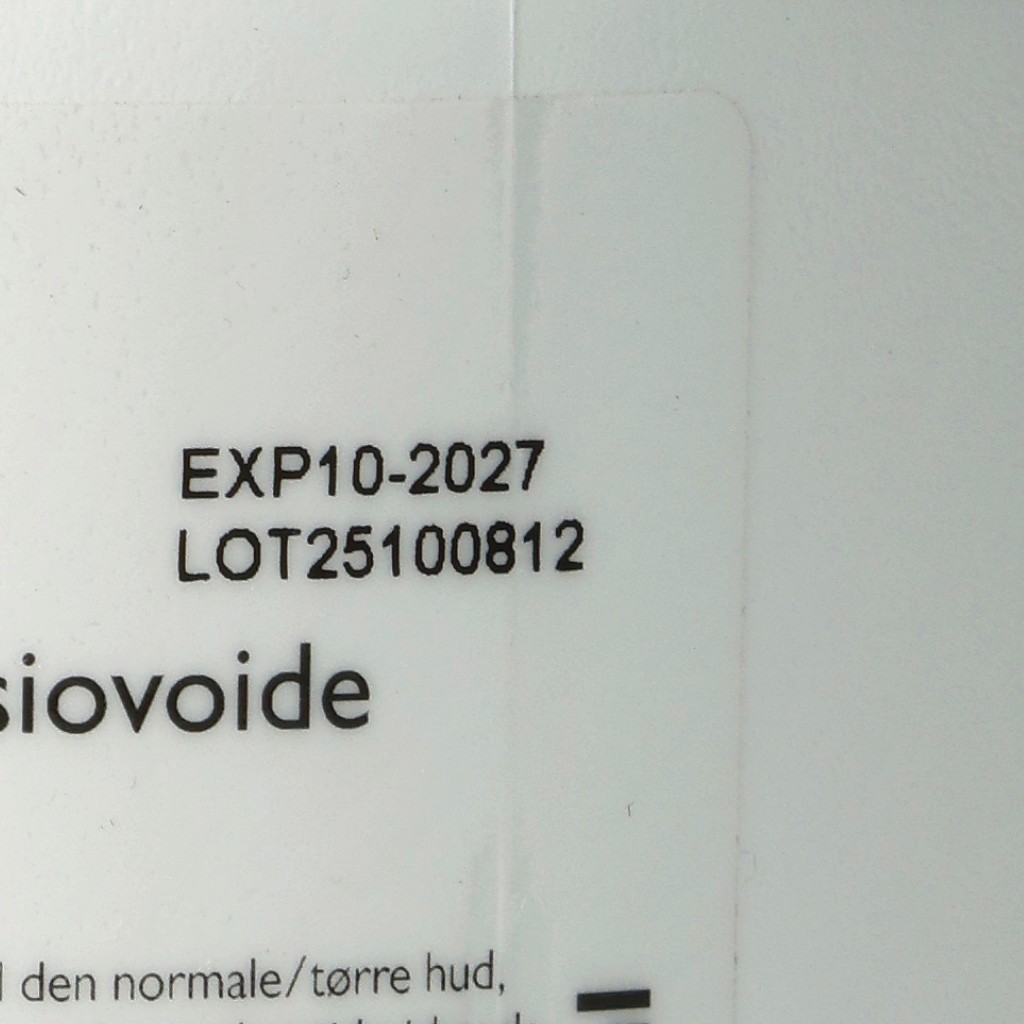 EXP10-2027
LOT25100812
siovoide
den normale/tørre hud,